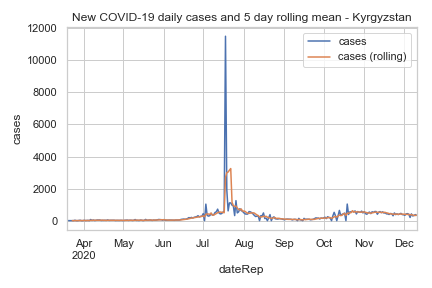 New COVID-19 daily cases and 5 day rolling mean - Kyrgyzstan
cases
cases (rolling)
12000
10000
8000
6000
4000
2000
0
cases
Apr May Jun Jul Aug Sep Oct Nov Dec
2020
dateRep